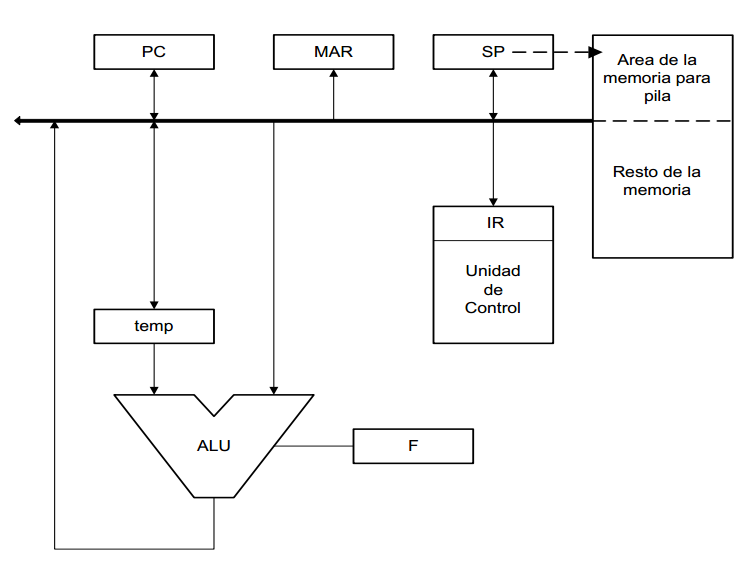 PC
MAR
SP
Area de la
memoria para
pila
Resto de la
memoria
IR
Unidad
de
Control
temp
ALU
F